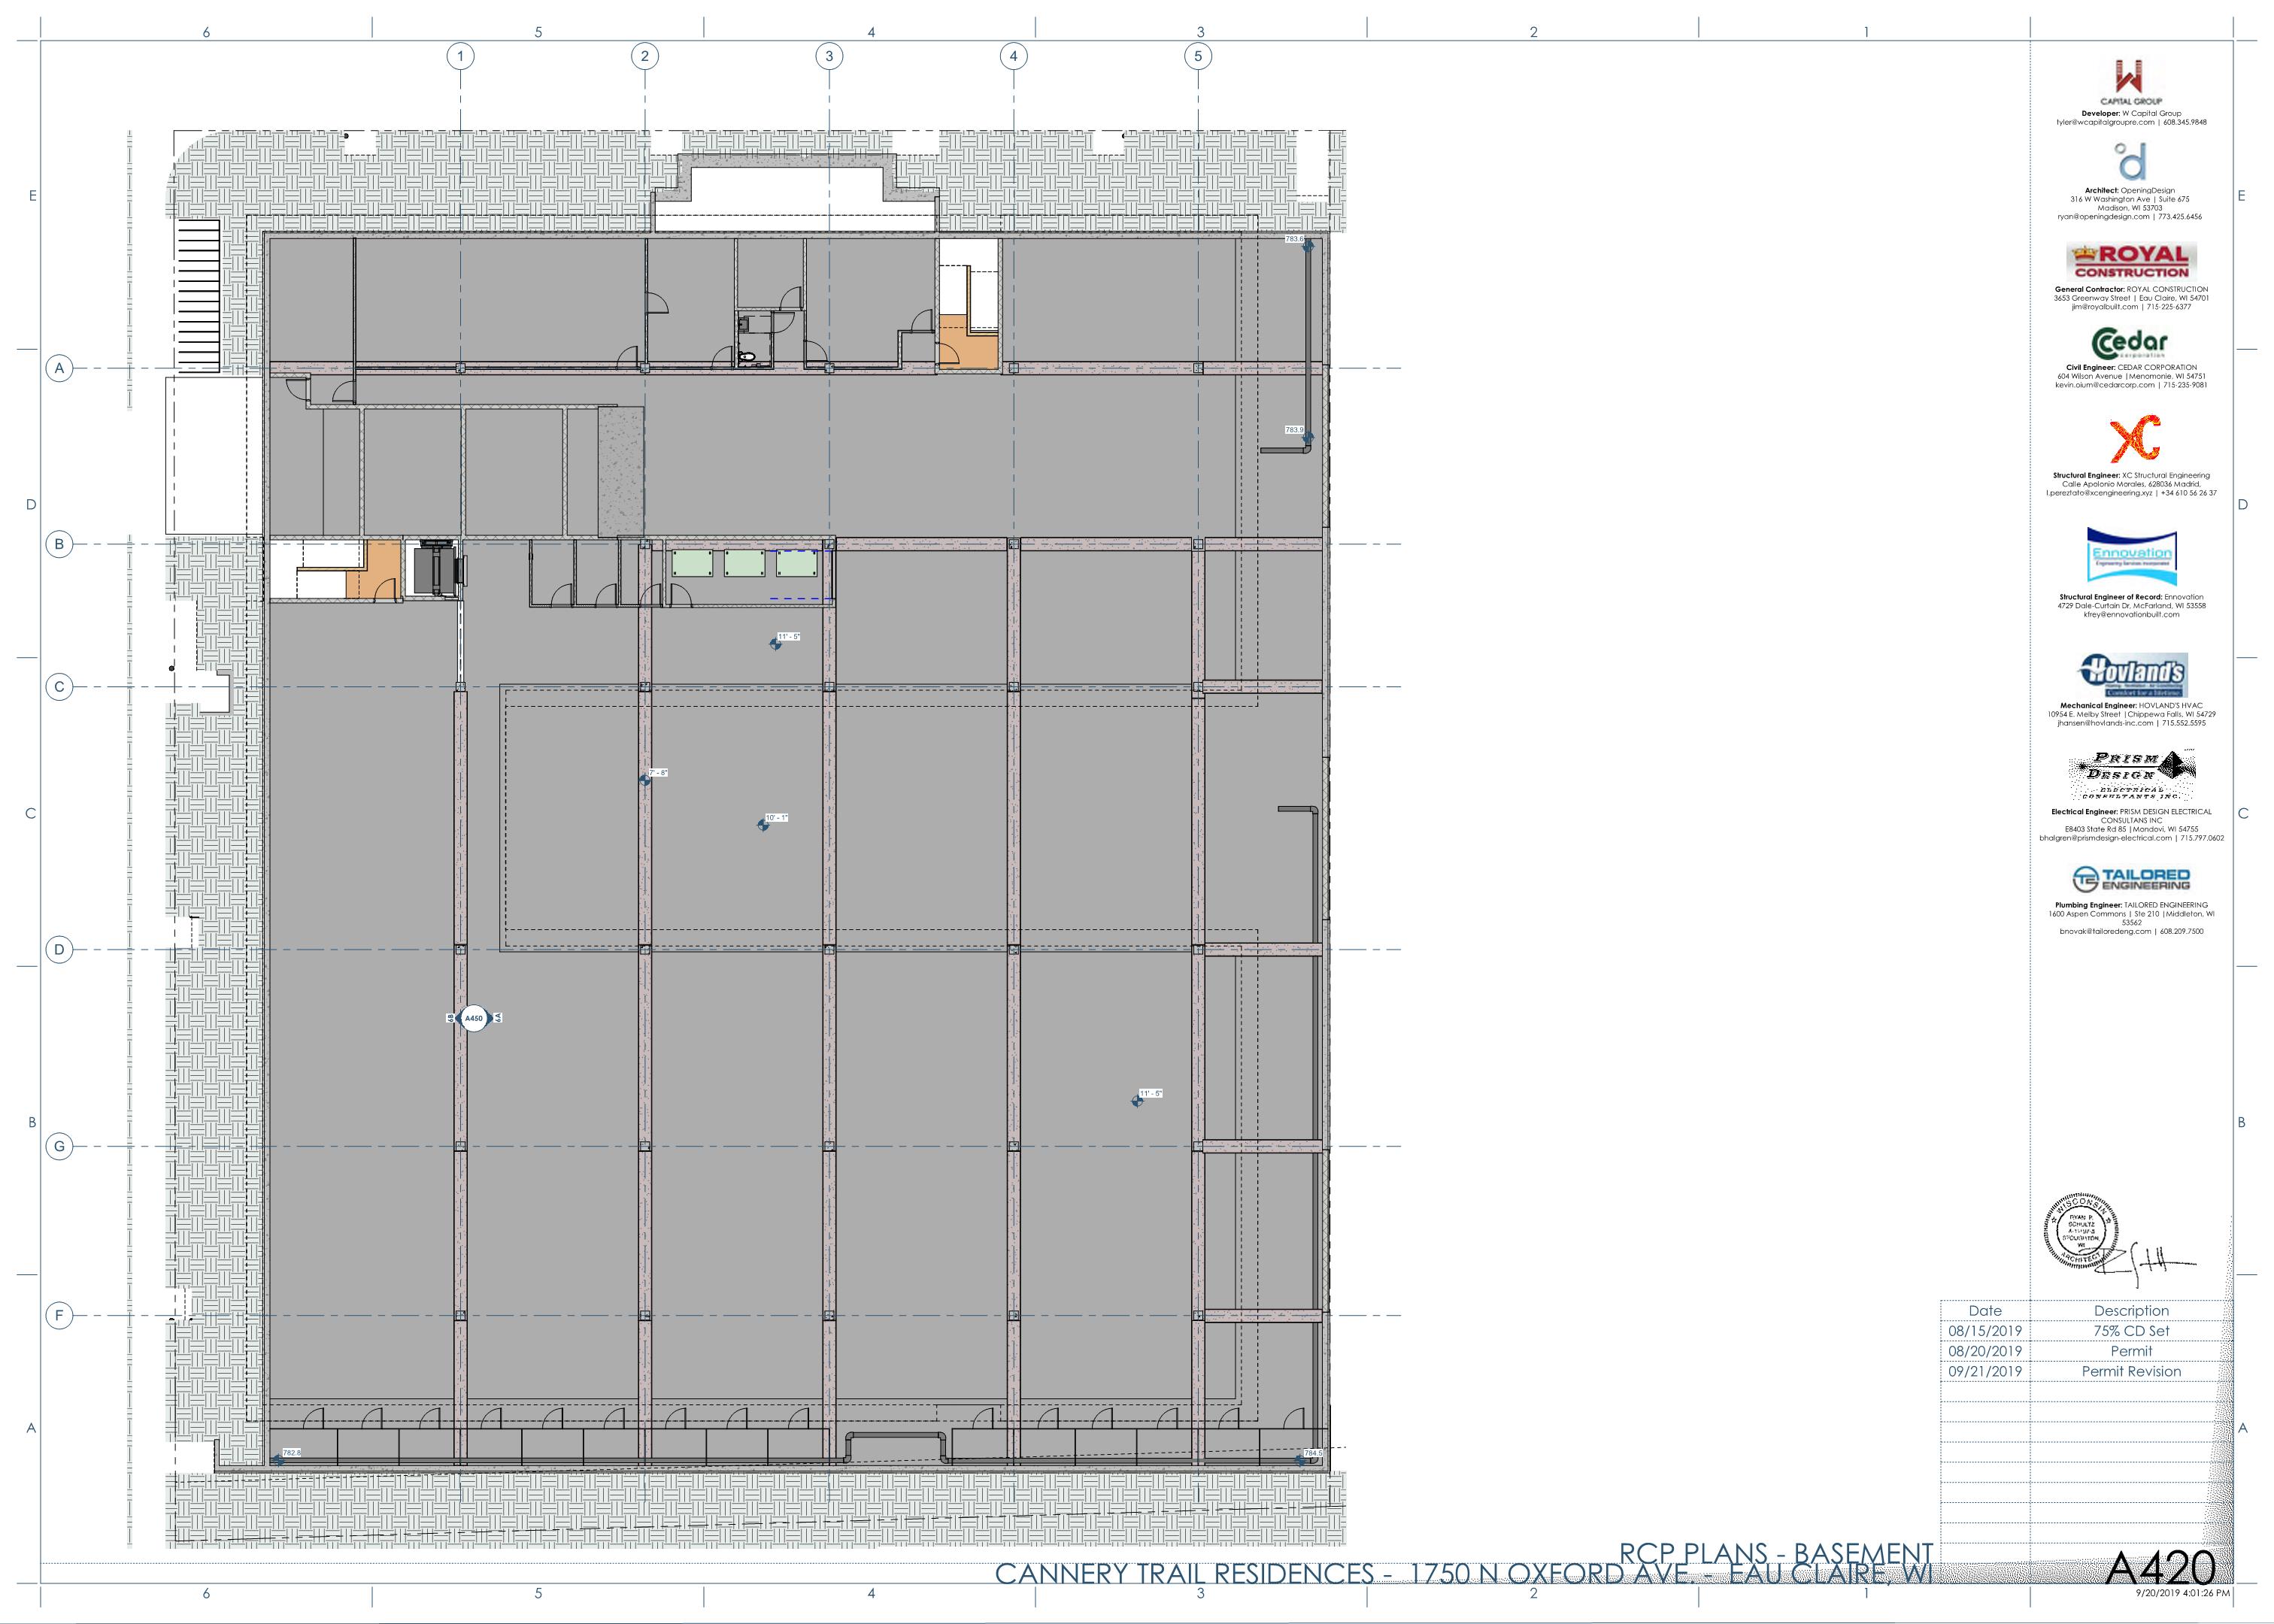 6 5 4 3 2 1
1 2 3 4 5
E
D
C
B
A
A
B
C
D
G
F
783.6
783.9
11' - 5"
7' - 8"
10' - 1"
6B A450 6A
11' - 5"
782.8
784.5
CAPITAL GROUP
Developer: W Capital Group
tyler@wcapitalgroupre.com | 608.345.9848
d
Architect: OpeningDesign
316 W Washington Ave | Suite 675
Madison, WI 53703
ryan@openingdesign.com | 773.425.6456
ROYAL
CONSTRUCTION
General Contractor: ROYAL CONSTRUCTION
3653 Greenway Street | Eau Claire, WI 54701
jim@royalbuilt.com | 715-225-6377
Cedar
corporation
Civil Engineer: CEDAR CORPORATION
604 Wilson Avenue |Menomonie, WI 54751
kevin.oium@cedarcorp.com | 715-235-9081
XC
Structural Engineer: XC Structural Engineering
Calle Apolonio Morales, 628036 Madrid,
l.pereztato@xcengineering.xyz | +34 610 56 26 37
Ennovation
Engineering Services Incorporated
Structural Engineer of Record: Ennovation
4729 Dale-Curtain Dr, McFarland, WI 53558
kfrey@ennovationbuilt.com
Hovland's
Comfort for a lifetime
Mechanical Engineer: HOVLAND'S HVAC
10954 E. Melby Street |Chippewa Falls, WI 54729
jhansen@hovlands-inc.com | 715.552.5595
PRISM
DESIGN
ELECTRICAL
CONSULTANTS INC.
Electrical Engineer: PRISM DESIGN ELECTRICAL
CONSULTANS INC
E8403 State Rd 85 |Mondovi, WI 54755
bhalgren@prismdesign-electrical.com | 715.797.0602
TE TAILORED
ENGINEERING
Plumbing Engineer: TAILORED ENGINEERING
1600 Aspen Commons | Ste 210 |Middleton, WI
53562
bnovak@tailoredeng.com | 608.209.7500
WISCONSIN
RYAN P.
SCHULTZ
STOUGHTON,
WI
ARCHITECT
Date Description
08/15/2019 75% CD Set
08/20/2019 Permit
09/21/2019 Permit Revision
E
D
C
B
A
RCP PLANS - BASEMENT
CANNERY TRAIL RESIDENCES - 1750 N OXFORD AVE. - EAU CLAIRE, WI
A420
9/20/2019 4:01:26 PM
6 5 4 3 2 1